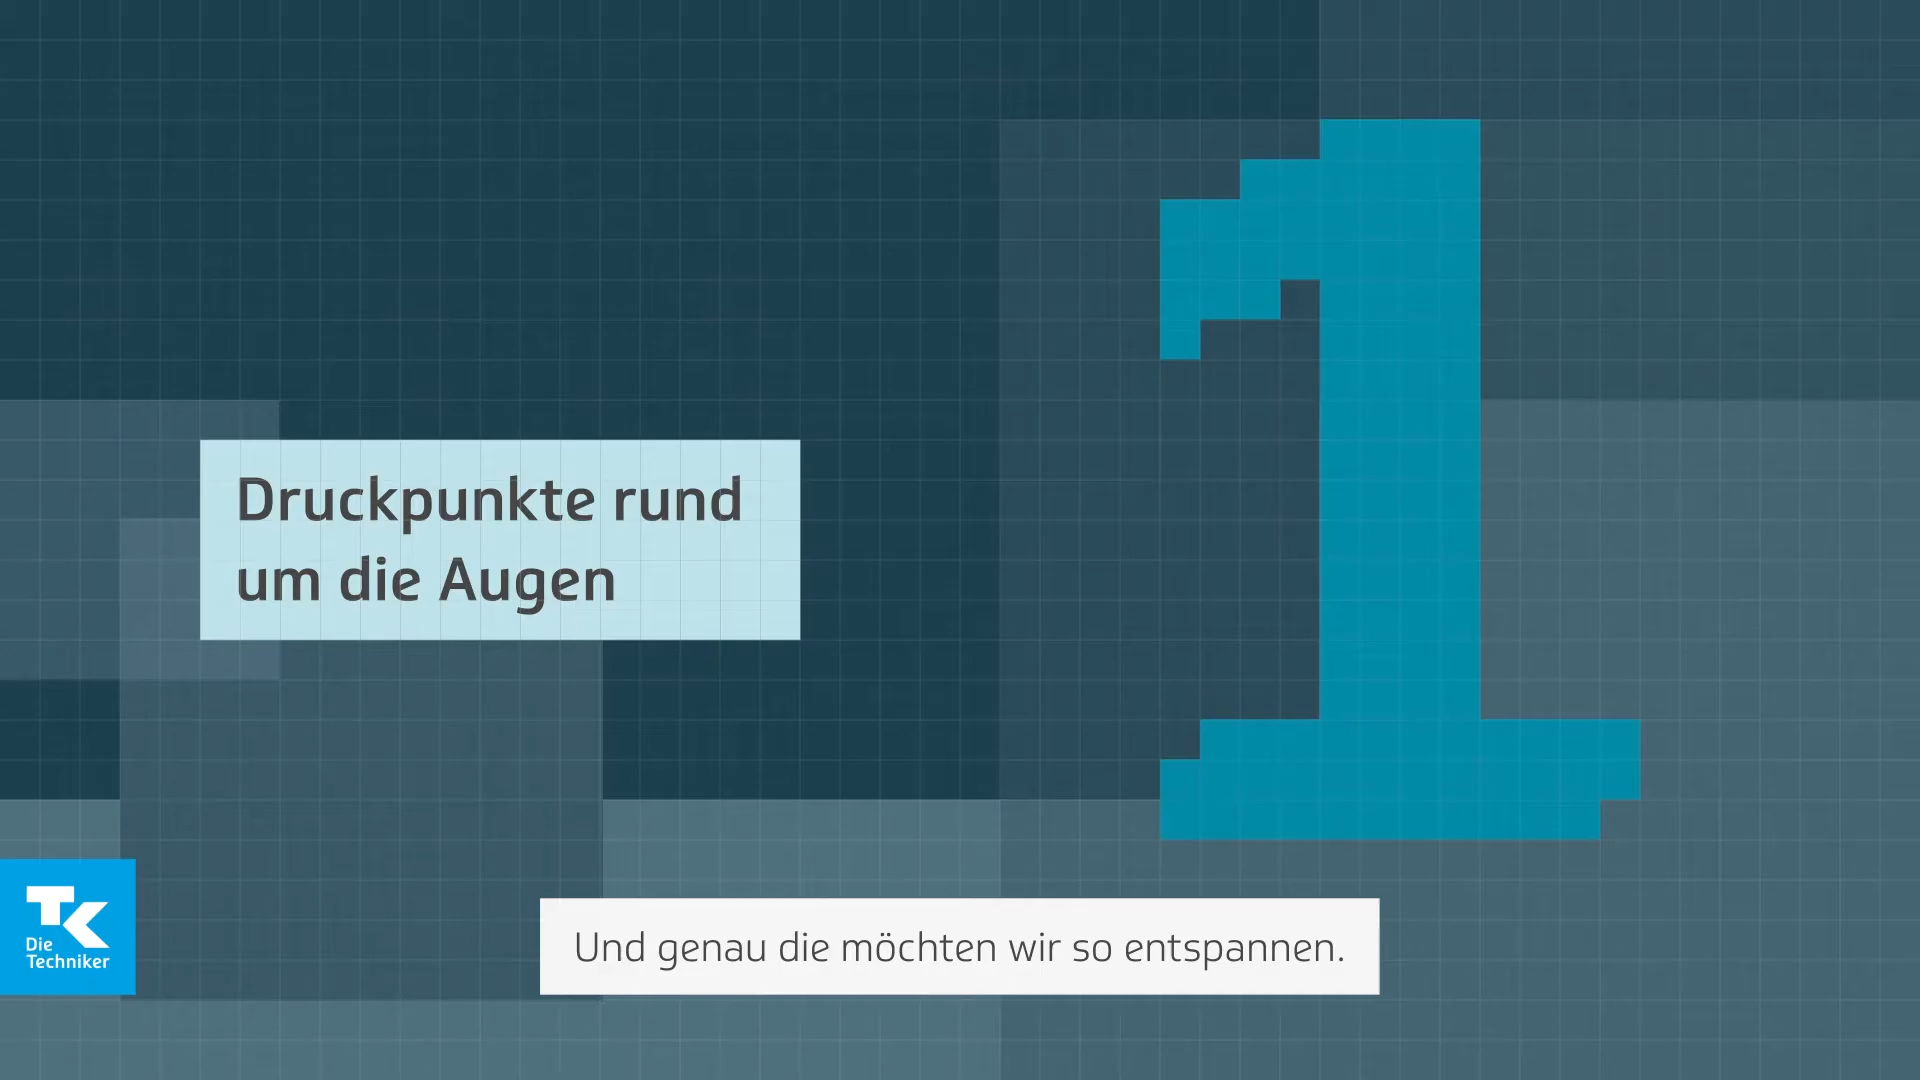 1
Druckpunkte rund
um die Augen
TK
Die
Techniker
Und genau die möchten wir so entspannen.